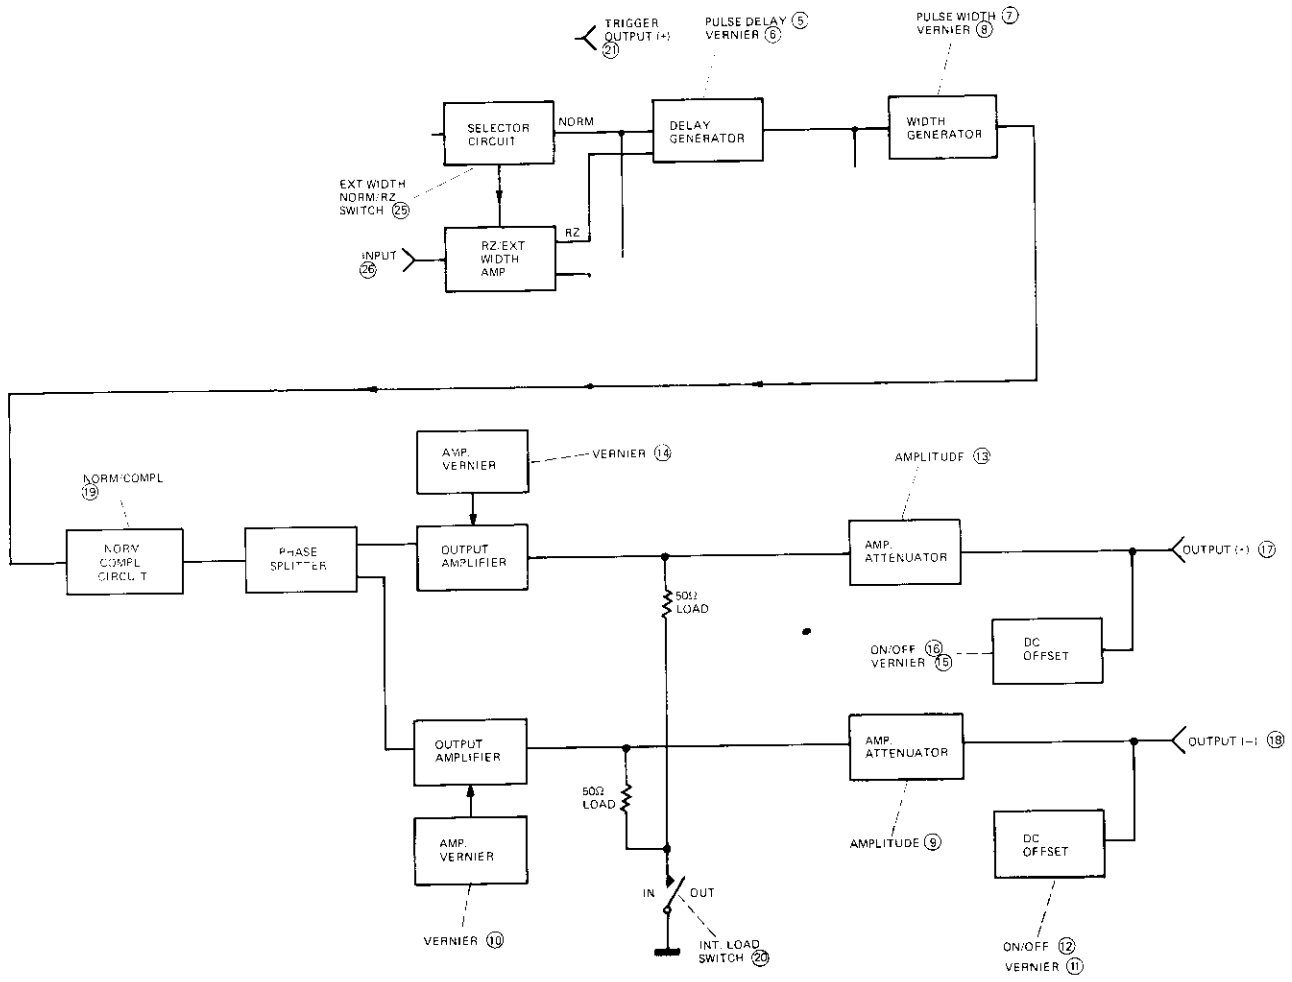 TRIGGER
OUTPUT (+)
21
PULSE DELAY 5
VERNIER 6
PULSE WIDTH 7
VERNIER 8
SELECTOR
CIRCUIT
NORM
DELAY
GENERATOR
WIDTH
GENERATOR
EXT WIDTH
NORM/RZ
SWITCH 25
RZ
INPUT
26
RZ/EXT
WIDTH
AMP
AMP.
VERNIER
VERNIER 14
AMPLITUDE 13
NORM/COMPL
19
NORM
COMPL
CIRCUIT
PHASE
SPLITTER
OUTPUT
AMPLIFIER
AMP.
ATTENUATOR
OUTPUT (+) 17
50Ω
LOAD
ON/OFF 16
VERNIER 15
DC
OFFSET
OUTPUT
AMPLIFIER
AMP.
ATTENUATOR
OUTPUT (−) 18
50Ω
LOAD
AMP.
VERNIER
AMPLITUDE 9
DC
OFFSET
IN OUT
VERNIER 10
INT. LOAD
SWITCH 20
ON/OFF 12
VERNIER 11